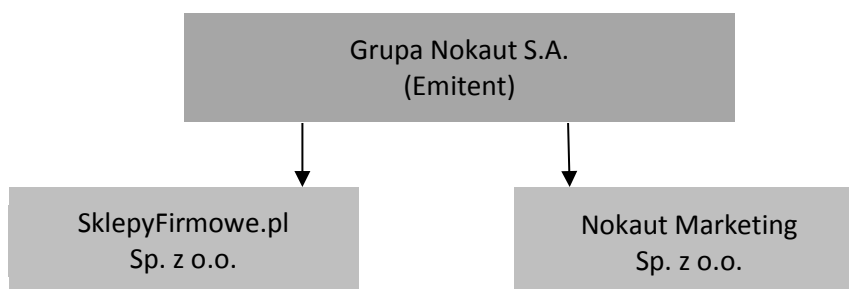 Grupa Nokaut S.A.
(Emitent)
SklepyFirmowe.pl
Sp. z o.o.
Nokaut Marketing
Sp. z o.o.